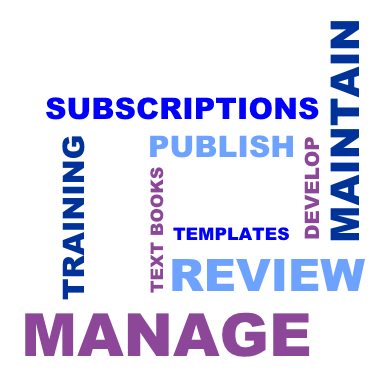 MAINTAIN
SUBSCRIPTIONS
PUBLISH
TRAINING
DEVELOP
TEXT BOOKS
TEMPLATES
REVIEW
MANAGE